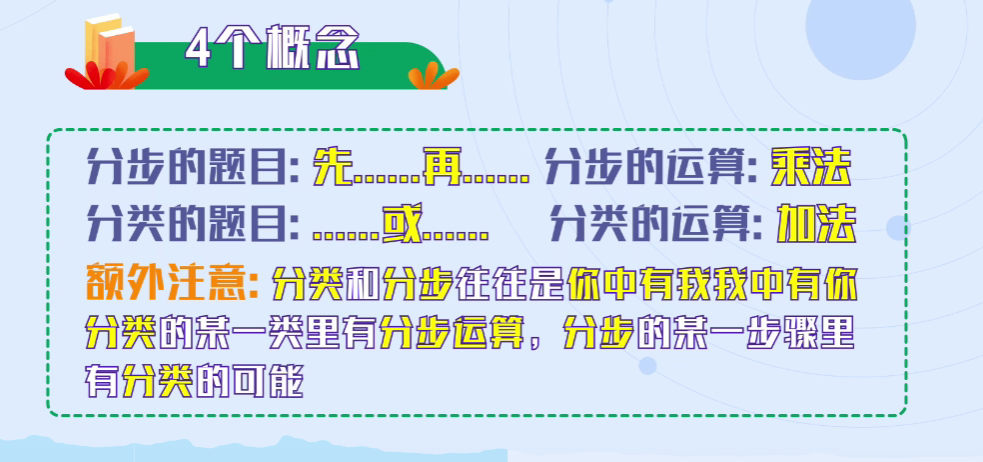 4个概念
分步的题目: 先......再...... 分步的运算: 乘法
分类的题目: ......或...... 分类的运算: 加法
额外注意: 分类和分步往往是你中有我我中有你
分类的某一类里有分步运算，分步的某一步骤里
有分类的可能